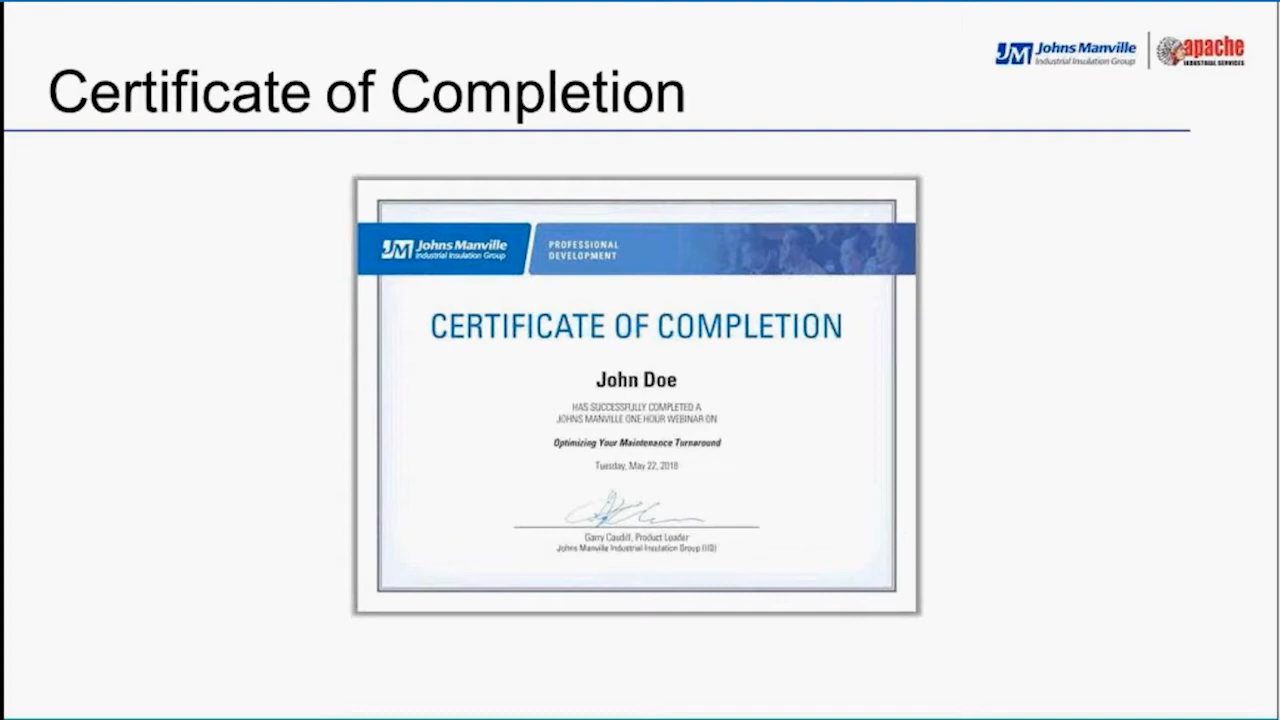 Certificate of Completion
JM Johns Manville
Industrial Insulation Group
apache
INDUSTRIAL SERVICES
JM Johns Manville
Industrial Insulation Group
PROFESSIONAL
DEVELOPMENT
CERTIFICATE OF COMPLETION
John Doe
HAS SUCCESSFULLY COMPLETED A
JOHNS MANVILLE ONE HOUR WEBINAR ON
Optimizing Your Maintenance Turnaround
Tuesday, May 22, 2018
Garry Caudill, Product Leader
Johns Manville Industrial Insulation Group (IIG)